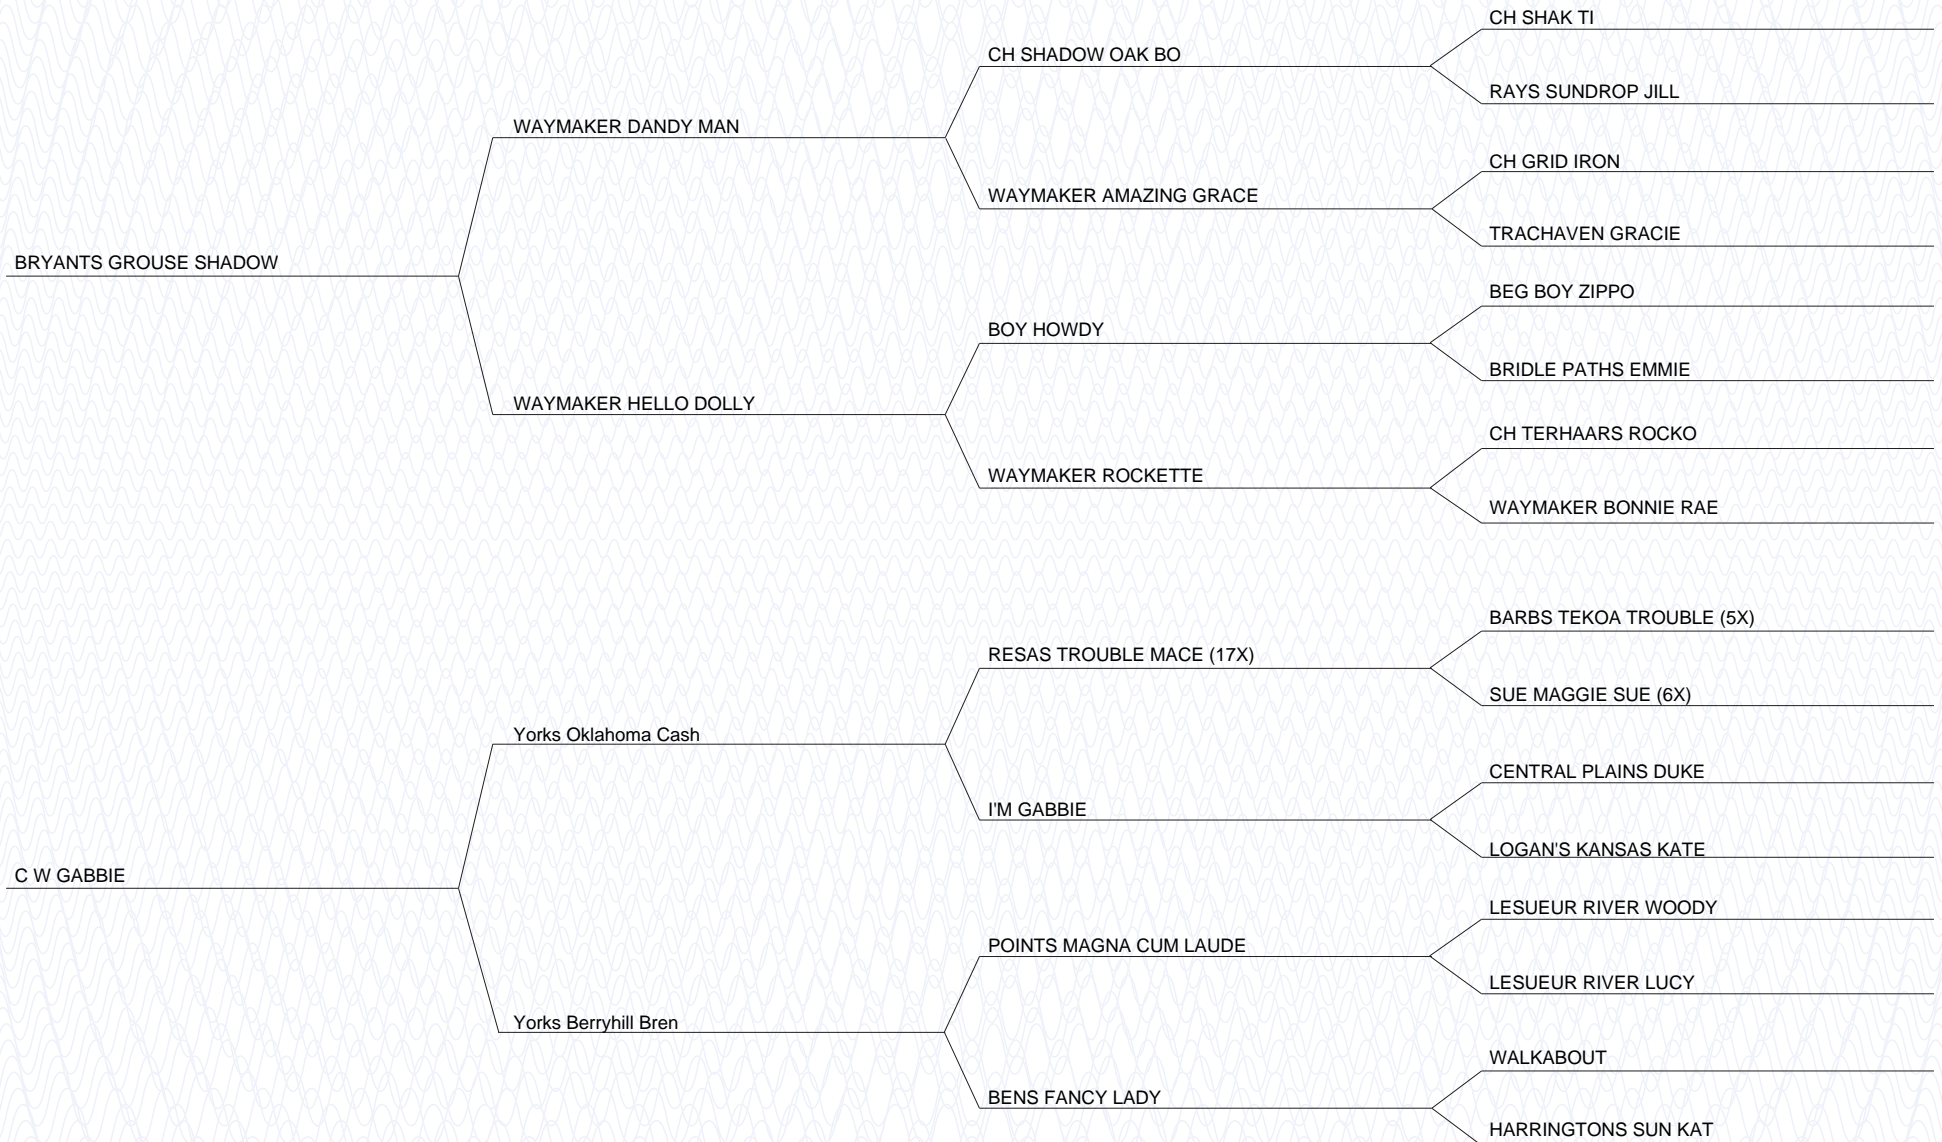 CH SHAK TI
CH SHADOW OAK BO
RAYS SUNDROP JILL
WAYMAKER DANDY MAN
CH GRID IRON
WAYMAKER AMAZING GRACE
TRACHAVEN GRACIE
BRYANTS GROUSE SHADOW
BEG BOY ZIPPO
BOY HOWDY
BRIDLE PATHS EMMIE
WAYMAKER HELLO DOLLY
CH TERHAARS ROCKO
WAYMAKER ROCKETTE
WAYMAKER BONNIE RAE
BARBS TEKOA TROUBLE (5X)
RESAS TROUBLE MACE (17X)
SUE MAGGIE SUE (6X)
Yorks Oklahoma Cash
CENTRAL PLAINS DUKE
I'M GABBIE
LOGAN'S KANSAS KATE
C W GABBIE
LESUEUR RIVER WOODY
POINTS MAGNA CUM LAUDE
LESUEUR RIVER LUCY
Yorks Berryhill Bren
WALKABOUT
BENS FANCY LADY
HARRINGTONS SUN KAT